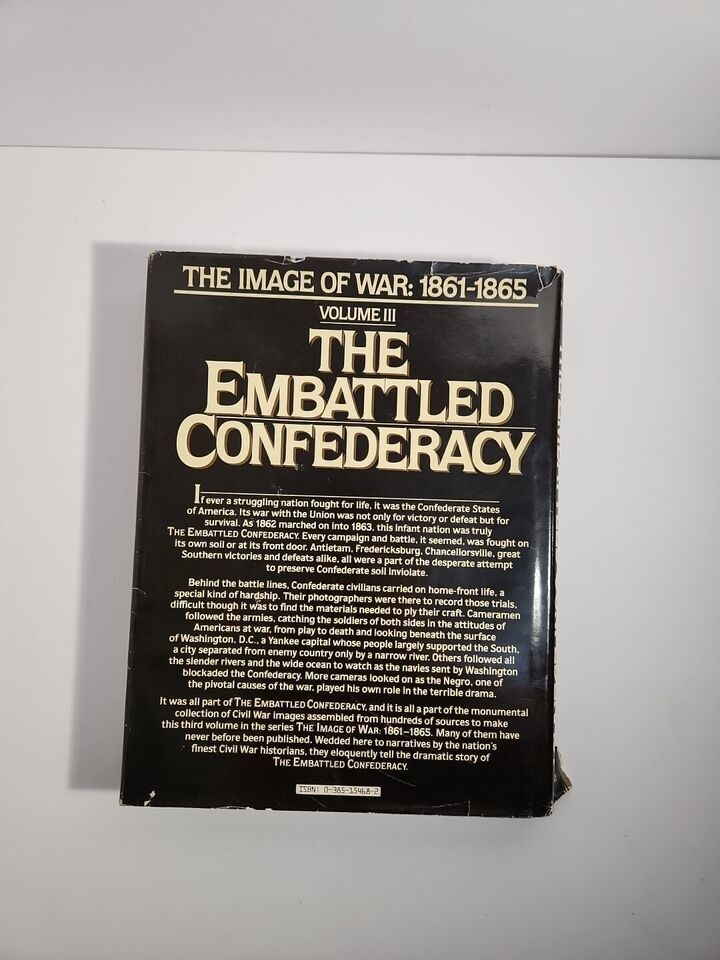 THE IMAGE OF WAR: 1861-1865
VOLUME III
THE
EMBATTLED
CONFEDERACY
If ever a struggling nation fought for life, it was the Confederate States
of America. Its war with the Union was not only for victory or defeat but for
survival. As 1862 marched on into 1863, this infant nation was truly
THE EMBATTLED CONFEDERACY. Every campaign and battle, it seemed, was fought on
its own soil or at its front door. Antietam, Fredericksburg, Chancellorsville, great
Southern victories and defeats alike, all were a part of the desperate attempt
to preserve Confederate soil inviolate.
Behind the battle lines, Confederate civilians carried on home-front life, a
special kind of hardship. Their photographers were there to record those trials,
difficult though it was to find the materials needed to ply their craft. Cameramen
followed the armies, catching the soldiers of both sides in the attitudes of
Americans at war, from play to death and looking beneath the surface
of Washington, D.C., a Yankee capital whose people largely supported the South,
a city separated from enemy country only by a narrow river. Others followed all
the slender rivers and the wide ocean to watch as the navies sent by Washington
blockaded the Confederacy. More cameras looked on as the Negro, one of
the pivotal causes of the war, played his own role in the terrible drama.
It was all part of THE EMBATTLED CONFEDERACY, and it is all a part of the monumental
collection of Civil War images assembled from hundreds of sources to make
this third volume in the series THE IMAGE OF WAR: 1861-1865. Many of them have
never before been published. Wedded here to narratives by the nation's
finest Civil War historians, they eloquently tell the dramatic story of
THE EMBATTLED CONFEDERACY.
ISBN: 0-385-15468-2